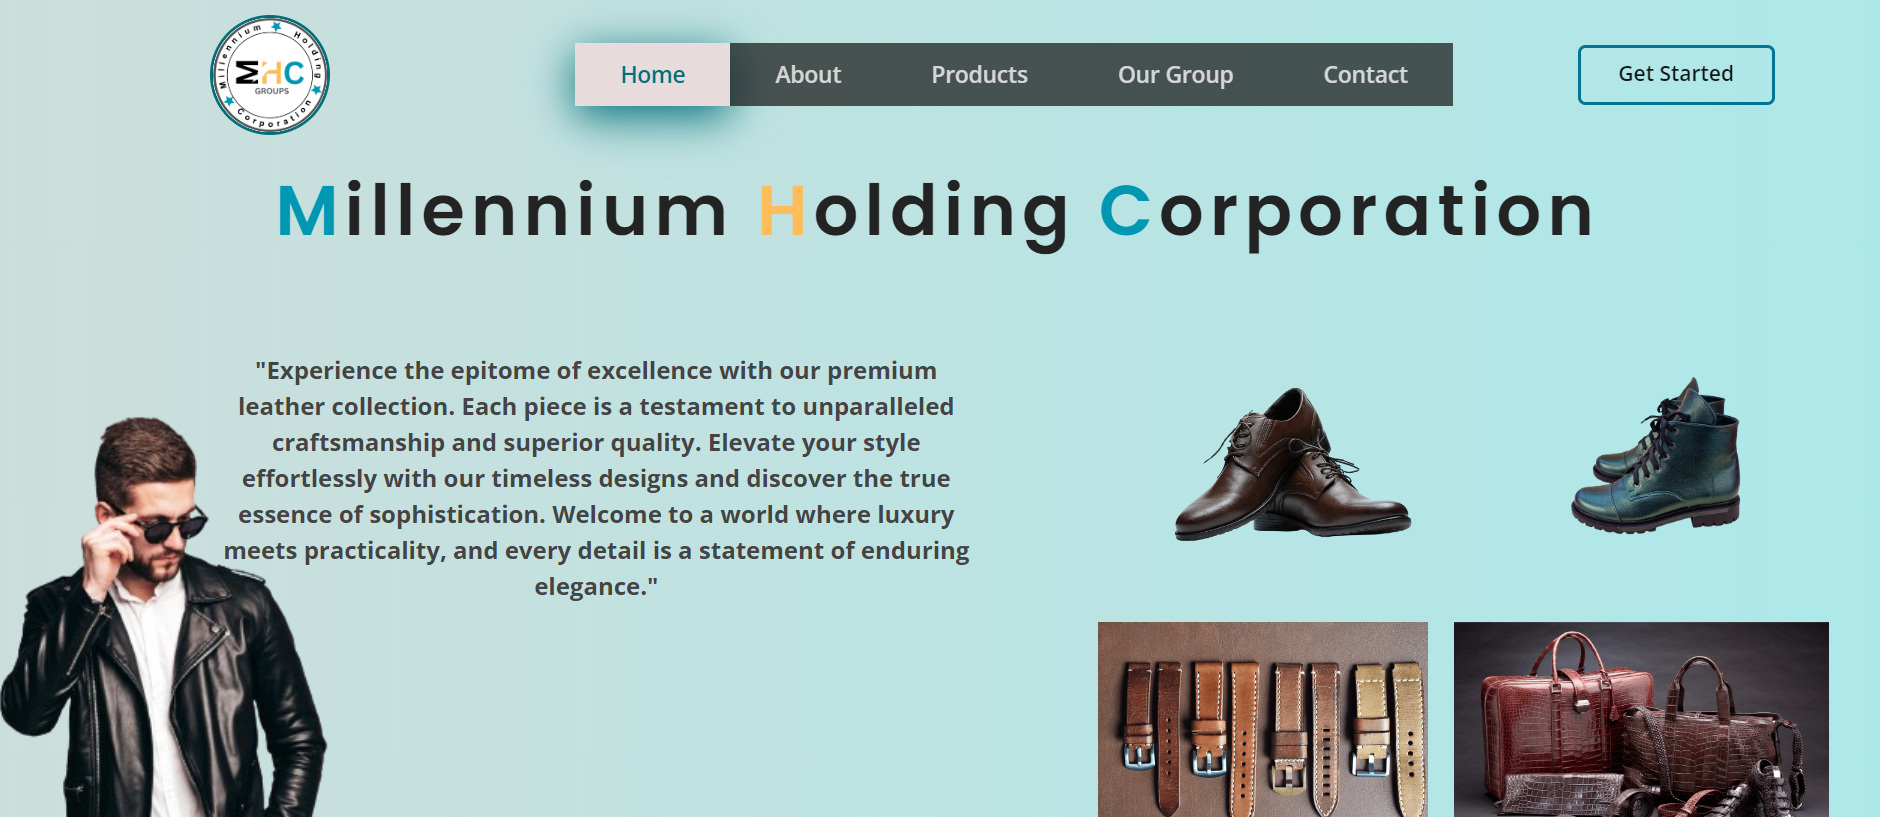 Millennium Holding Corporation
MHC
GROUPS
Home
About
Products
Our Group
Contact
Get Started
Millennium Holding Corporation
"Experience the epitome of excellence with our premium
leather collection. Each piece is a testament to unparalleled
craftsmanship and superior quality. Elevate your style
effortlessly with our timeless designs and discover the true
essence of sophistication. Welcome to a world where luxury
meets practicality, and every detail is a statement of enduring
elegance."